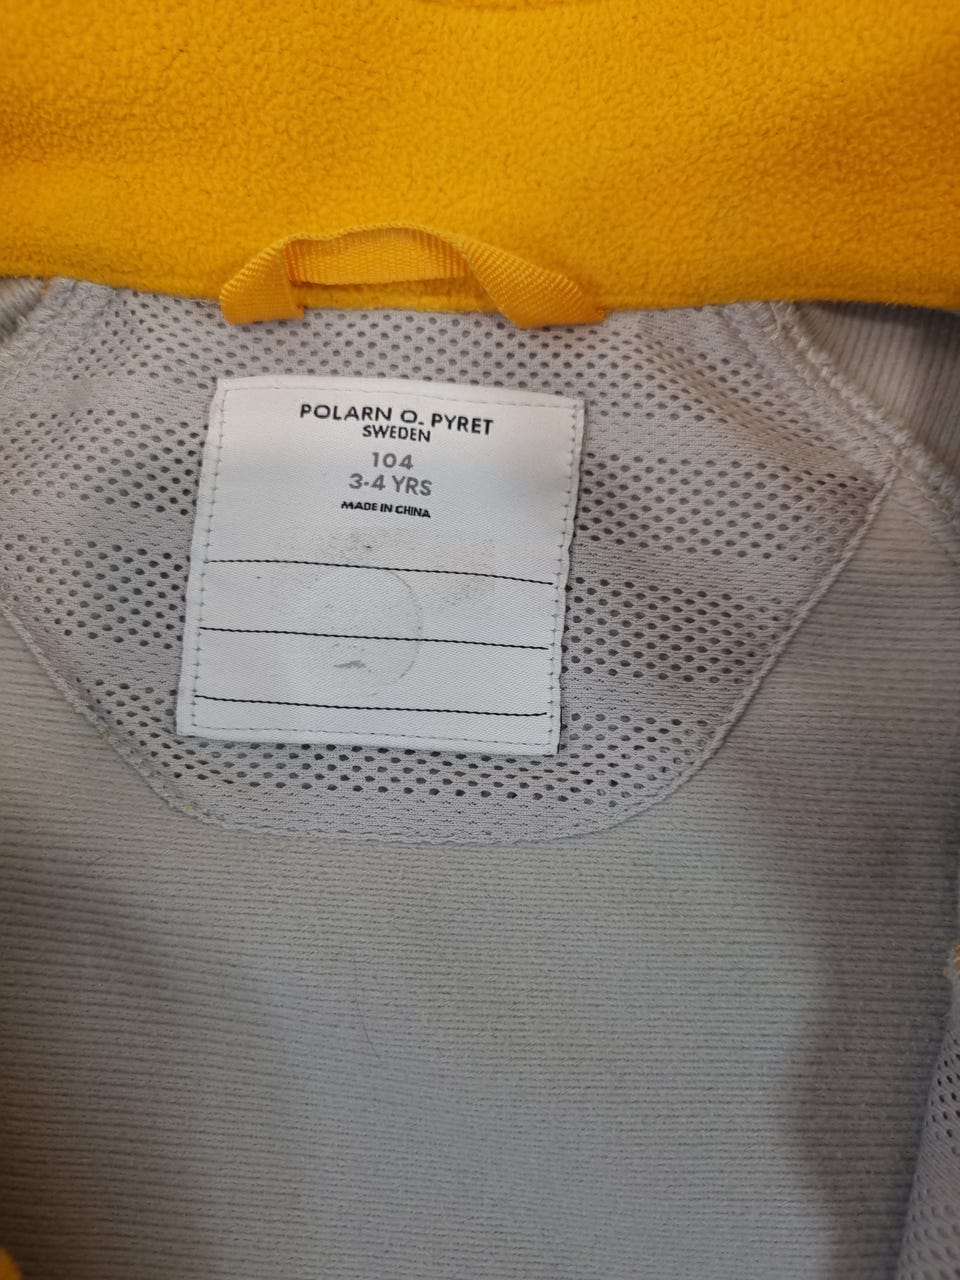 POLARN O. PYRET
SWEDEN
104
3-4 YRS
MADE IN CHINA